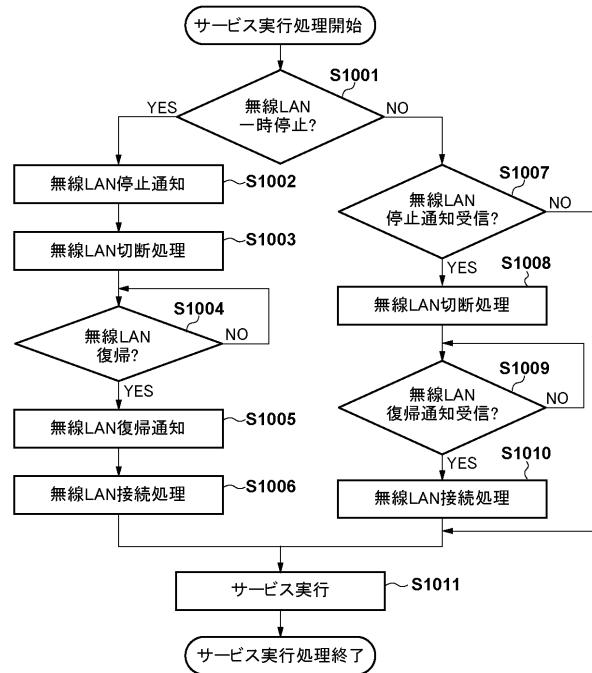 サービス実行処理開始
S1001
無線LAN
一時停止?
YES
NO
無線LAN停止通知
S1002
無線LAN切断処理
S1003
S1004
無線LAN
復帰?
NO
YES
無線LAN復帰通知
S1005
無線LAN接続処理
S1006
S1007
無線LAN
停止通知受信?
NO
YES
S1008
無線LAN切断処理
S1009
無線LAN
復帰通知受信?
NO
YES
S1010
無線LAN接続処理
サービス実行
S1011
サービス実行処理終了